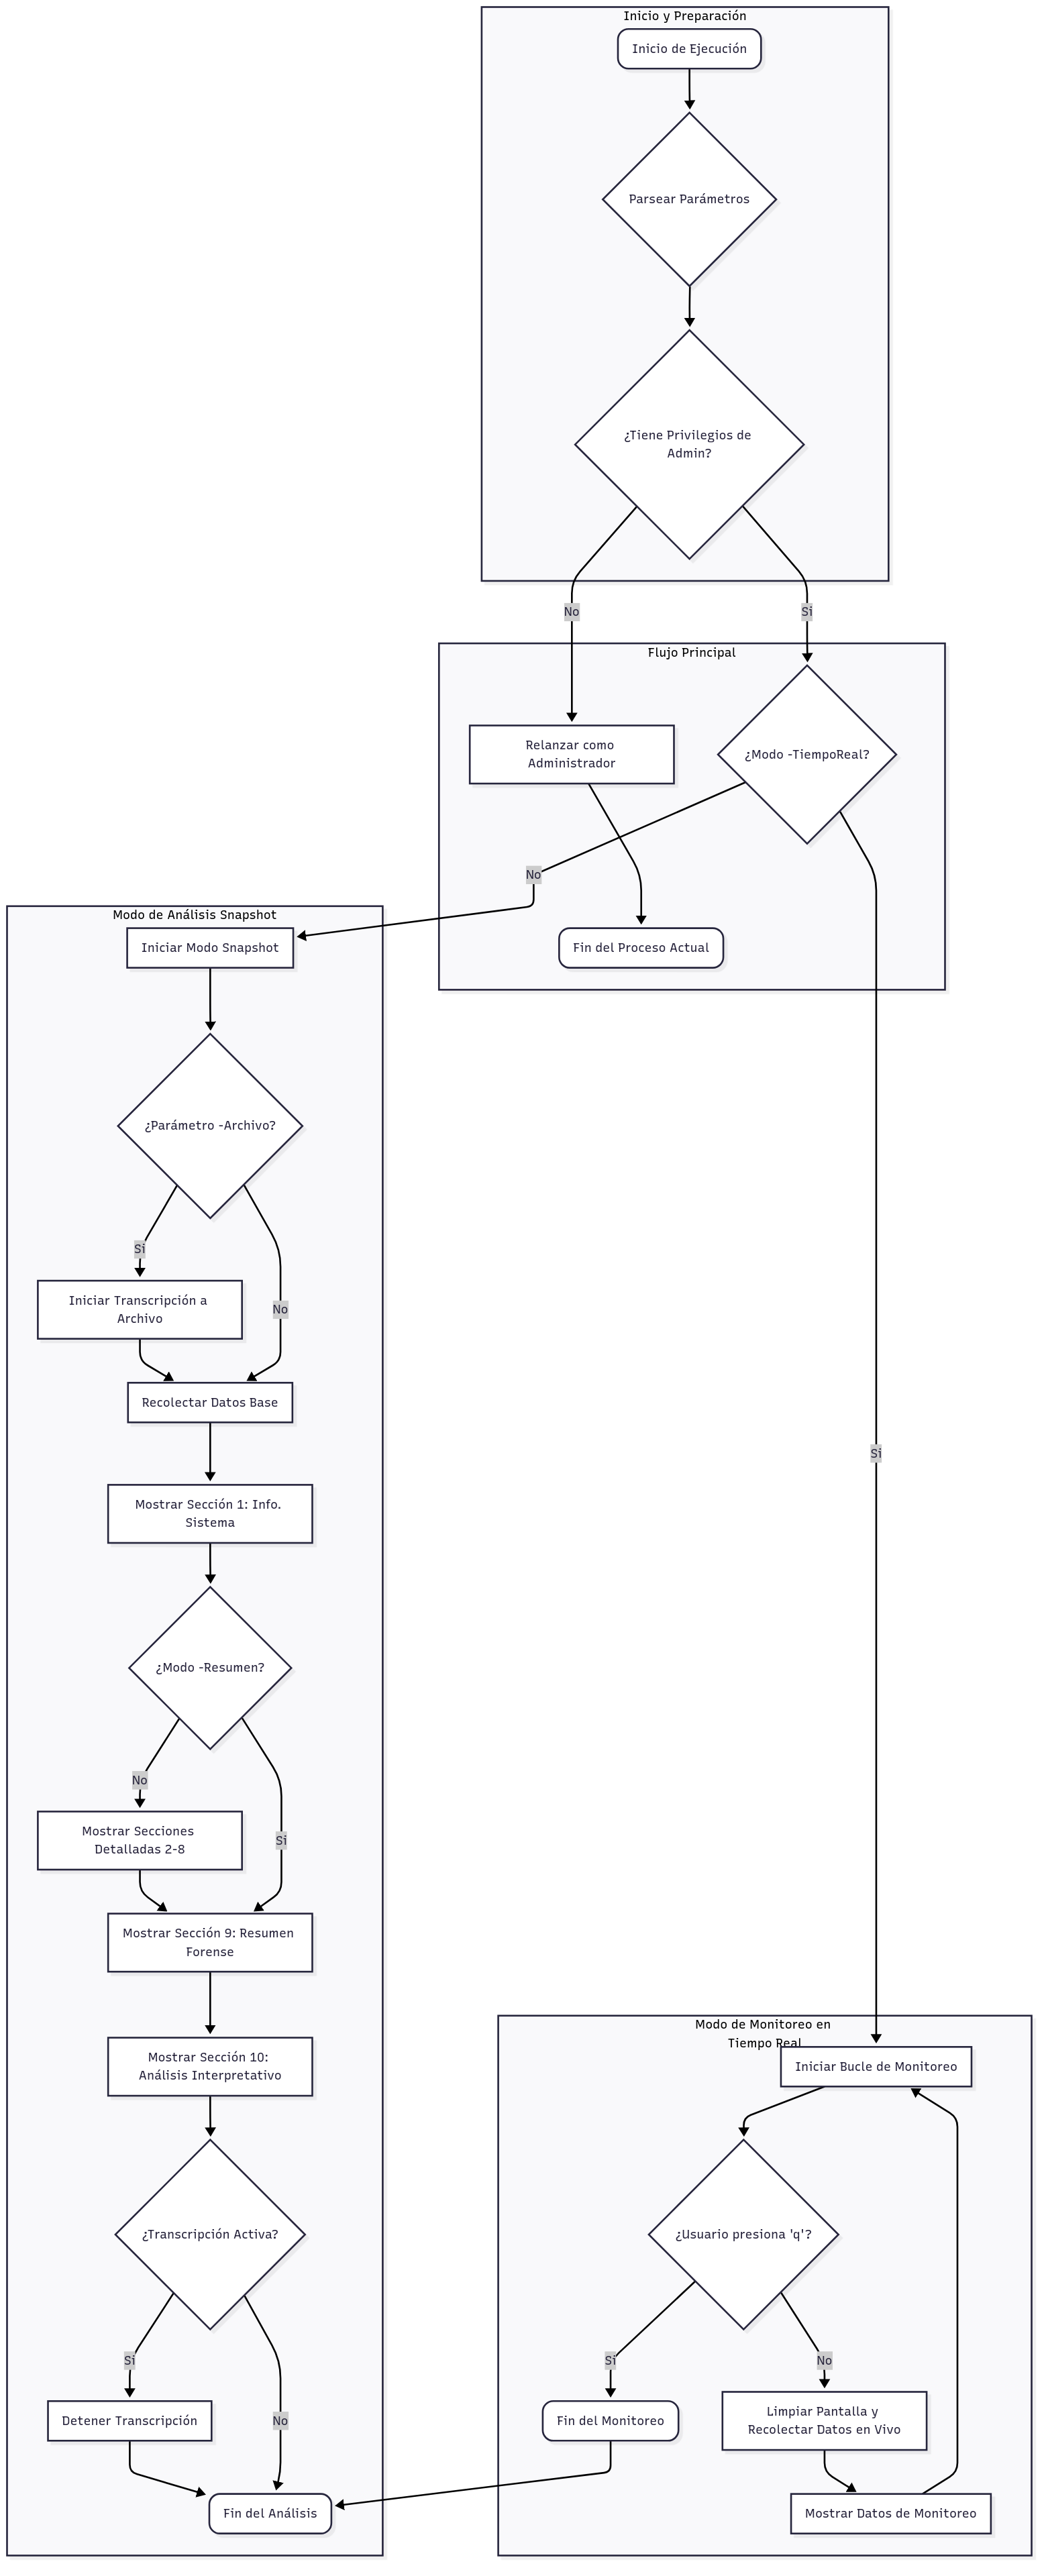 Inicio y Preparación
Inicio de Ejecución
Parsear Parámetros
¿Tiene Privilegios de
Admin?
No
Si
Flujo Principal
Relanzar como
Administrador
¿Modo -TiempoReal?
No
Fin del Proceso Actual
Modo de Análisis Snapshot
Iniciar Modo Snapshot
¿Parámetro -Archivo?
Si
No
Iniciar Transcripción a
Archivo
Recolectar Datos Base
Si
Mostrar Sección 1: Info.
Sistema
¿Modo -Resumen?
No
Si
Mostrar Secciones
Detalladas 2-8
Mostrar Sección 9: Resumen
Forense
Mostrar Sección 10:
Análisis Interpretativo
¿Transcripción Activa?
Si
No
Detener Transcripción
Fin del Análisis
Modo de Monitoreo en
Tiempo Real
Iniciar Bucle de Monitoreo
¿Usuario presiona 'q'?
Si
No
Fin del Monitoreo
Limpiar Pantalla y
Recolectar Datos en Vivo
Mostrar Datos de Monitoreo